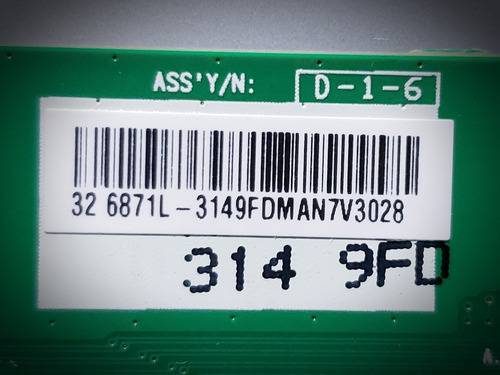 ASS'Y/N: D-1-6
32 6871L-3149FDMAN7V3028
314 9FD